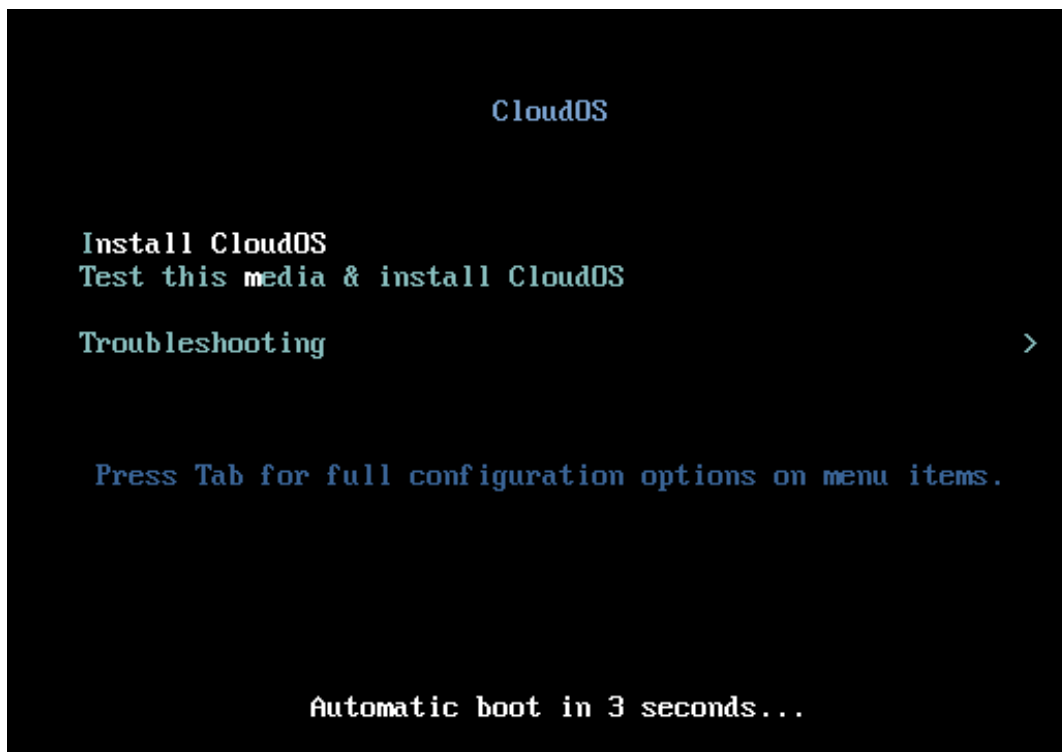 CloudOS
Install CloudOS
Test this media & install CloudOS
Troubleshooting >
Press Tab for full configuration options on menu items.
Automatic boot in 3 seconds...